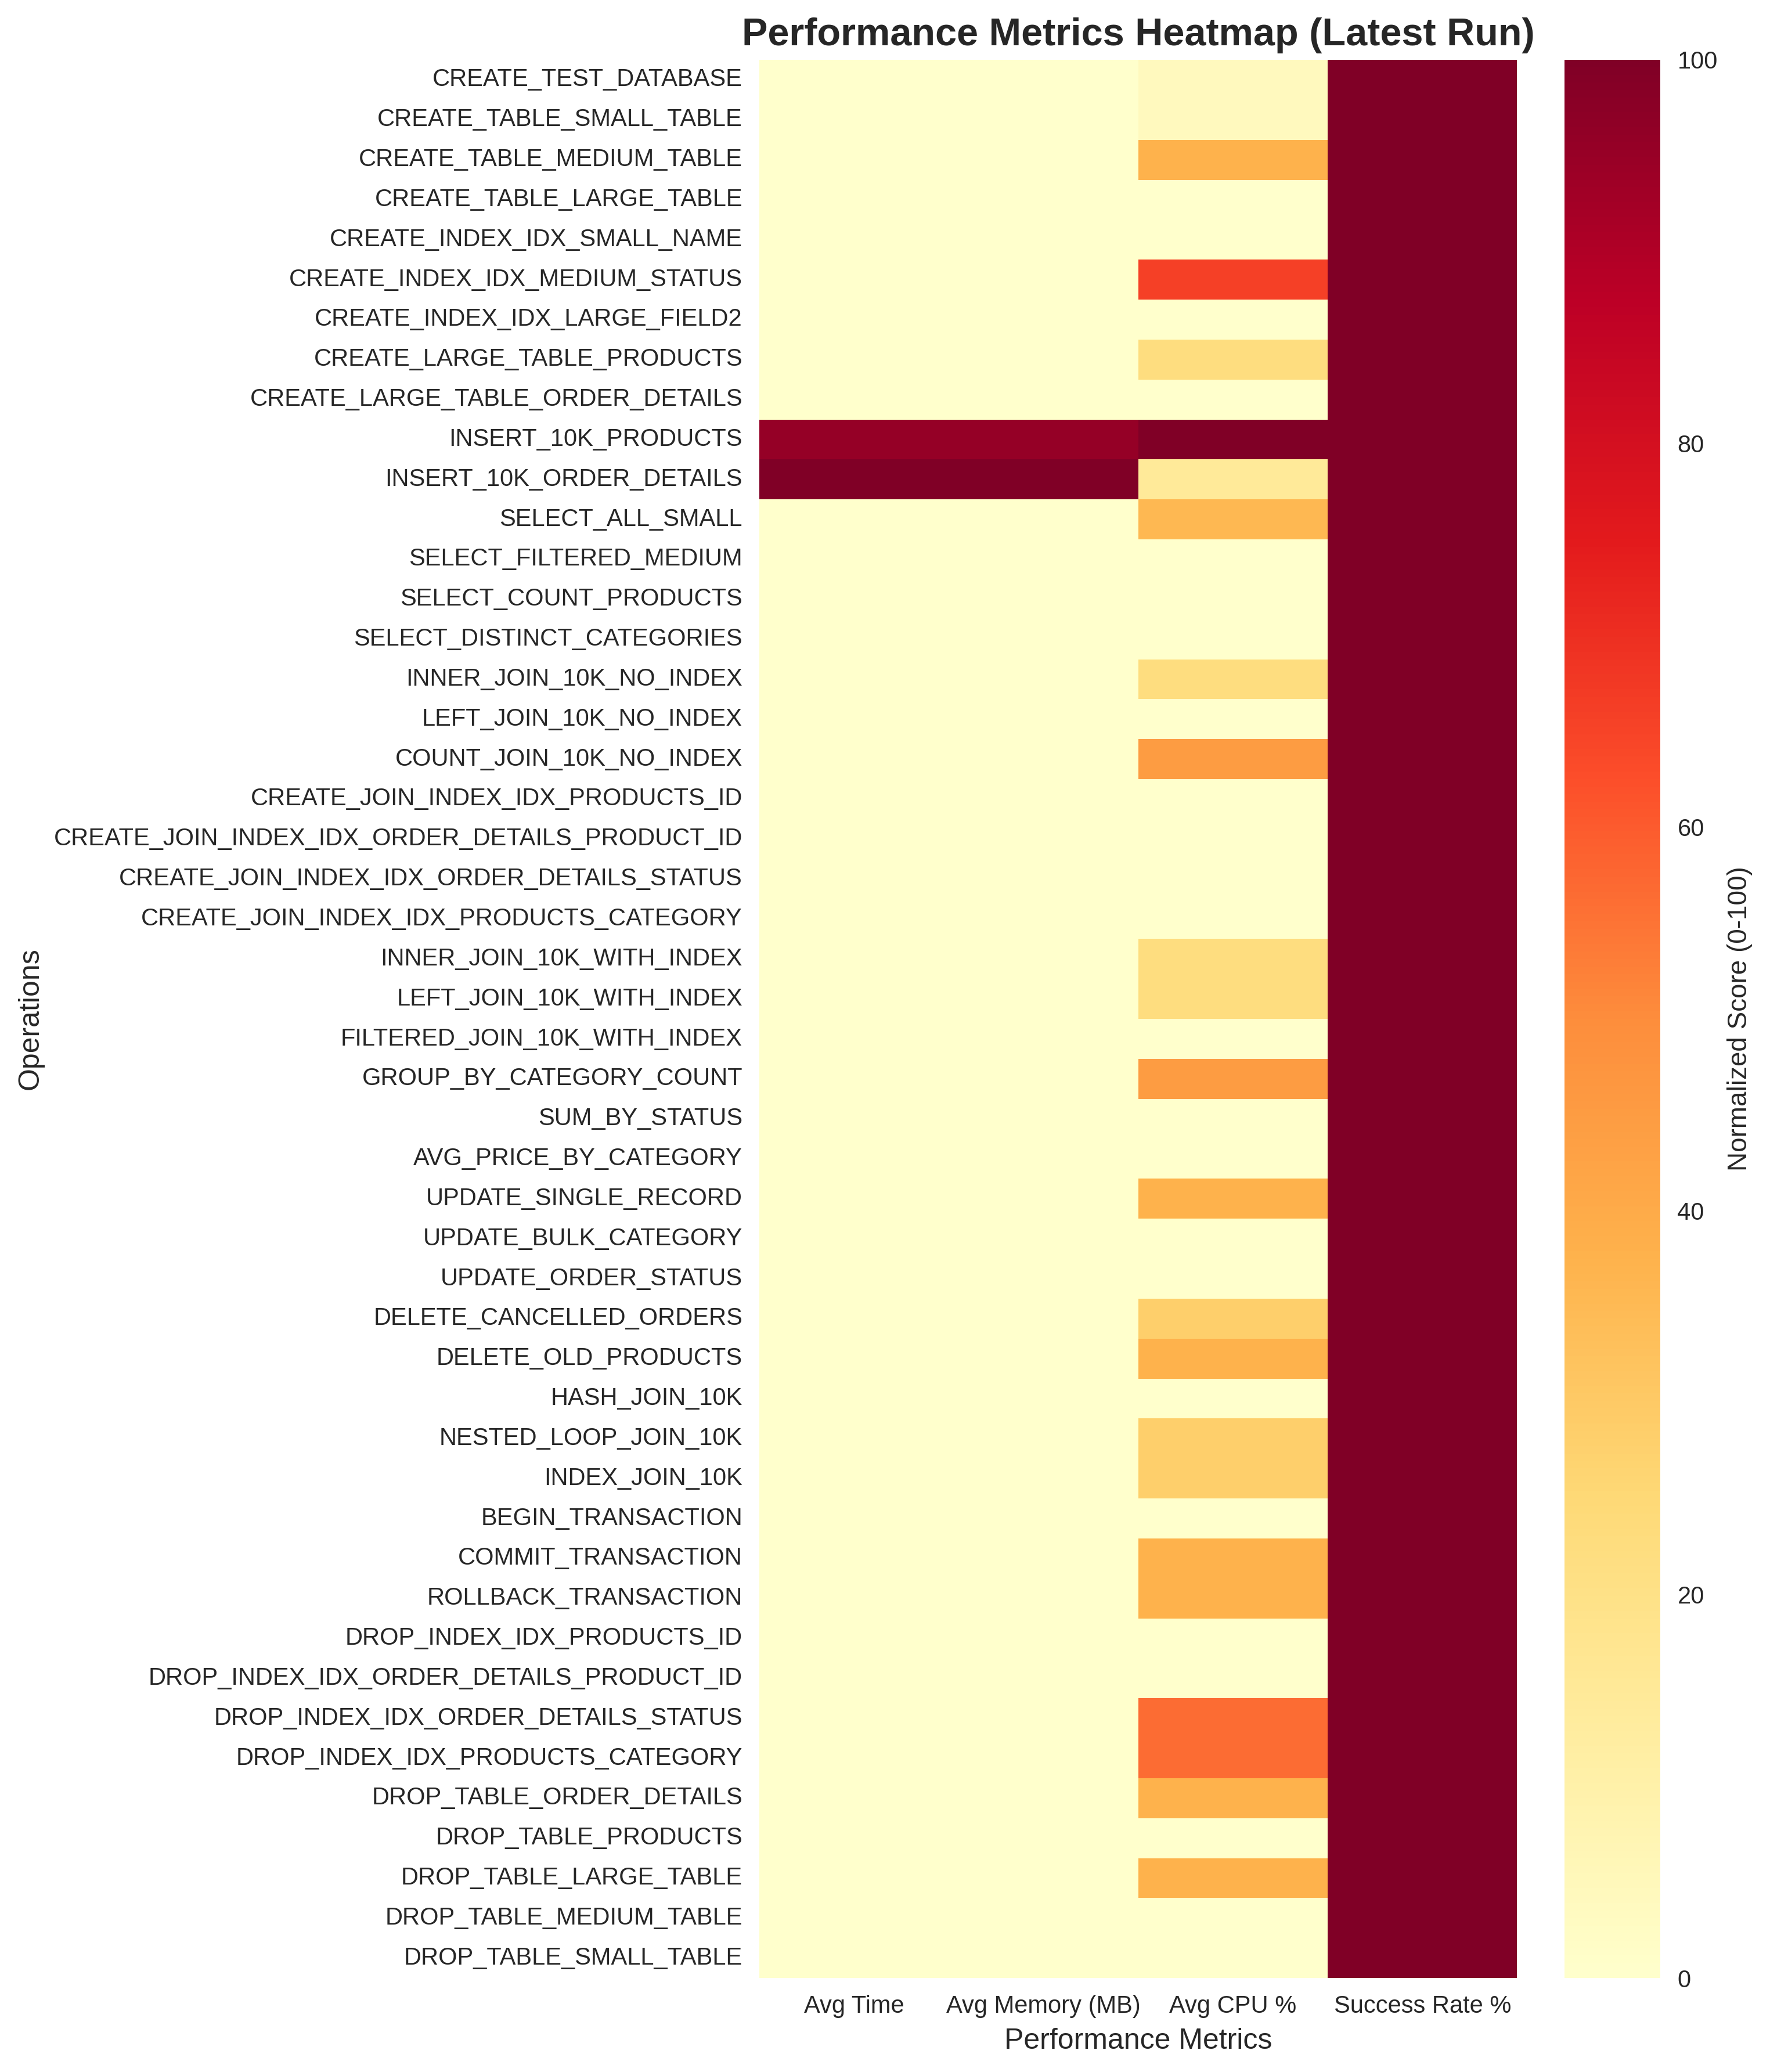 Performance Metrics Heatmap (Latest Run)
CREATE_TEST_DATABASE
CREATE_TABLE_SMALL_TABLE
CREATE_TABLE_MEDIUM_TABLE
CREATE_TABLE_LARGE_TABLE
CREATE_INDEX_IDX_SMALL_NAME
CREATE_INDEX_IDX_MEDIUM_STATUS
CREATE_INDEX_IDX_LARGE_FIELD2
CREATE_LARGE_TABLE_PRODUCTS
CREATE_LARGE_TABLE_ORDER_DETAILS
INSERT_10K_PRODUCTS
INSERT_10K_ORDER_DETAILS
SELECT_ALL_SMALL
SELECT_FILTERED_MEDIUM
SELECT_COUNT_PRODUCTS
SELECT_DISTINCT_CATEGORIES
INNER_JOIN_10K_NO_INDEX
LEFT_JOIN_10K_NO_INDEX
COUNT_JOIN_10K_NO_INDEX
CREATE_JOIN_INDEX_IDX_PRODUCTS_ID
CREATE_JOIN_INDEX_IDX_ORDER_DETAILS_PRODUCT_ID
CREATE_JOIN_INDEX_IDX_ORDER_DETAILS_STATUS
CREATE_JOIN_INDEX_IDX_PRODUCTS_CATEGORY
INNER_JOIN_10K_WITH_INDEX
LEFT_JOIN_10K_WITH_INDEX
FILTERED_JOIN_10K_WITH_INDEX
GROUP_BY_CATEGORY_COUNT
SUM_BY_STATUS
AVG_PRICE_BY_CATEGORY
UPDATE_SINGLE_RECORD
UPDATE_BULK_CATEGORY
UPDATE_ORDER_STATUS
DELETE_CANCELLED_ORDERS
DELETE_OLD_PRODUCTS
HASH_JOIN_10K
NESTED_LOOP_JOIN_10K
INDEX_JOIN_10K
BEGIN_TRANSACTION
COMMIT_TRANSACTION
ROLLBACK_TRANSACTION
DROP_INDEX_IDX_PRODUCTS_ID
DROP_INDEX_IDX_ORDER_DETAILS_PRODUCT_ID
DROP_INDEX_IDX_ORDER_DETAILS_STATUS
DROP_INDEX_IDX_PRODUCTS_CATEGORY
DROP_TABLE_ORDER_DETAILS
DROP_TABLE_PRODUCTS
DROP_TABLE_LARGE_TABLE
DROP_TABLE_MEDIUM_TABLE
DROP_TABLE_SMALL_TABLE
Operations
Avg Time
Avg Memory (MB)
Avg CPU %
Success Rate %
Performance Metrics
100
80
60
40
20
0
Normalized Score (0-100)